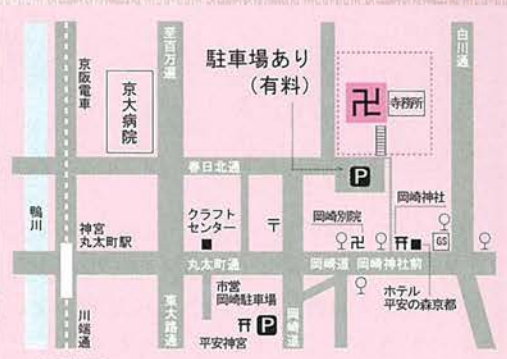 至百万通
白川通
駐車場あり
(有料)
京阪電車
京大病院
卍
寺務所
P
春日北通
岡崎神社
鴨川
クラフト
センター
〒
岡崎別院
卍
GS
神宮
丸太町駅
丸太町通
岡崎道
岡崎神社前
ホテル
平安の森京都
市営
岡崎駐車場
P
平安神宮
川端通
東大路通
岡崎道